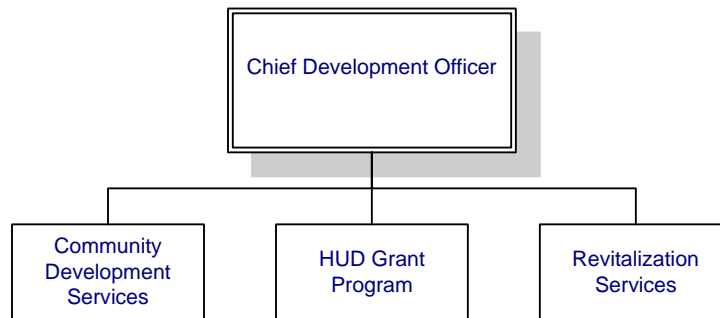 Chief Development Officer
Community
Development
Services
HUD Grant
Program
Revitalization
Services